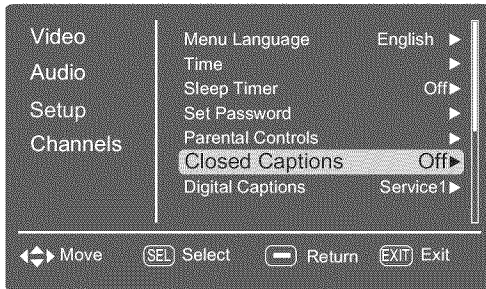 Video
Audio
Setup
Channels
Menu Language English
Time
Sleep Timer Off
Set Password
Parental Controls
Closed Captions Off
Digital Captions Service1
Move SEL Select Return EXIT Exit